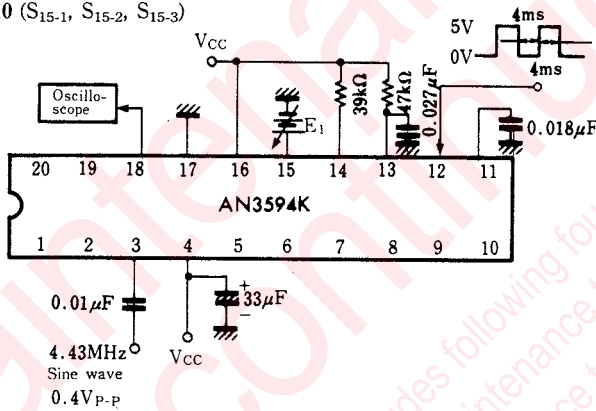 0 (S15-1, S15-2, S15-3)
5V
4ms
0V
4ms
VCC
Oscillo-
scope
E1
39kΩ
47kΩ
0.027μF
0.018μF
20 19 18 17 16 15 14 13 12 11
AN3594K
1 2 3 4 5 6 7 8 9 10
0.01μF
+
33μF
−
4.43MHz
Sine wave
0.4VP-P
VCC